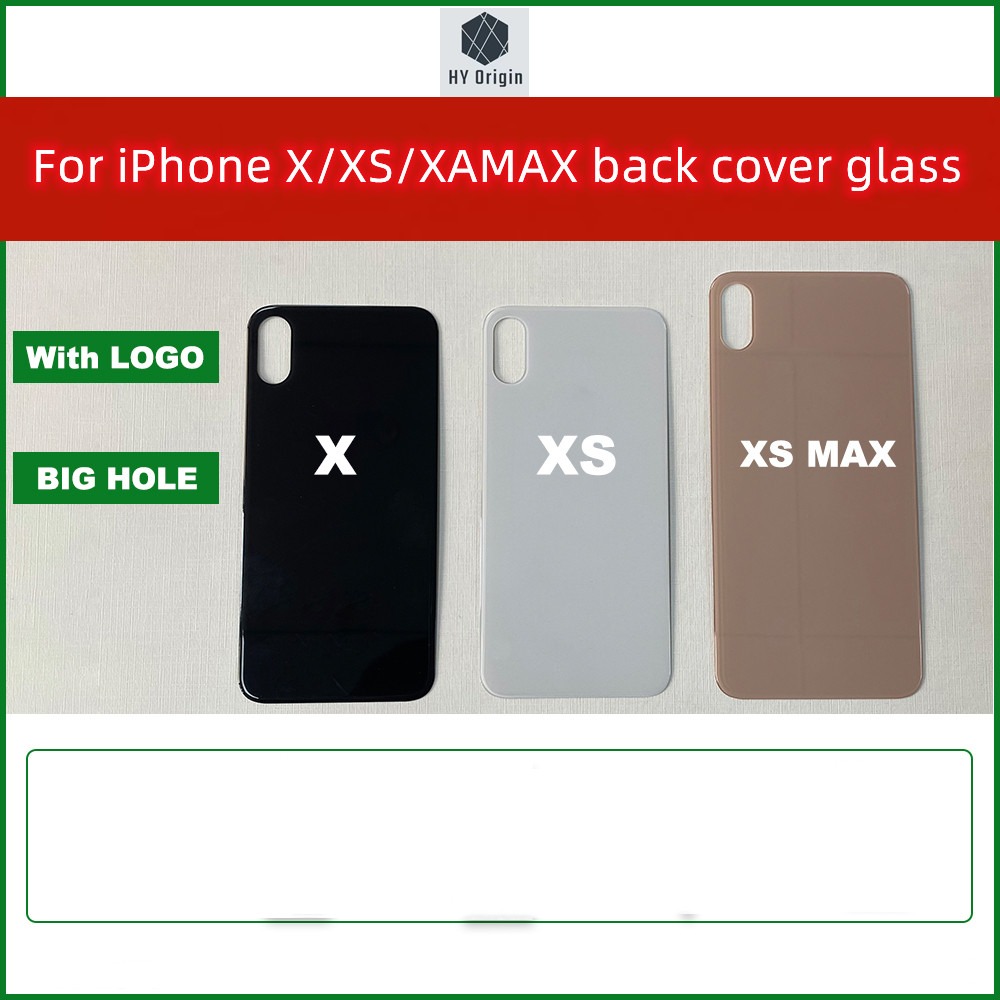 HY Origin
For iPhone X/XS/XAMAX back cover glass
With LOGO
BIG HOLE
X
XS
XS MAX